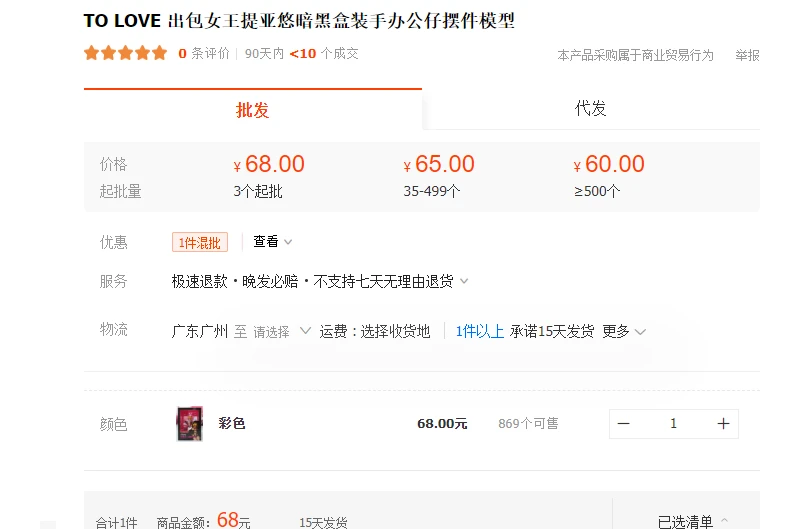 TO LOVE 出包女王提亚悠暗黑盒装手办公仔摆件模型
0 条评价 90天内 <10 个成交 本产品采购属于商业贸易行为 举报
批发 代发
价格 ¥ 68.00 ¥ 65.00 ¥ 60.00
起批量 3个起批 35-499个 ≥500个
优惠 1件混批 查看
服务 极速退款・晚发必赔・不支持七天无理由退货
物流 广东广州 至 请选择 运费：选择收货地 1件以上 承诺15天发货 更多
颜色 彩色 68.00元 869个可售 － 1 ＋
合计1件 商品金额：68元 15天发货 已选清单